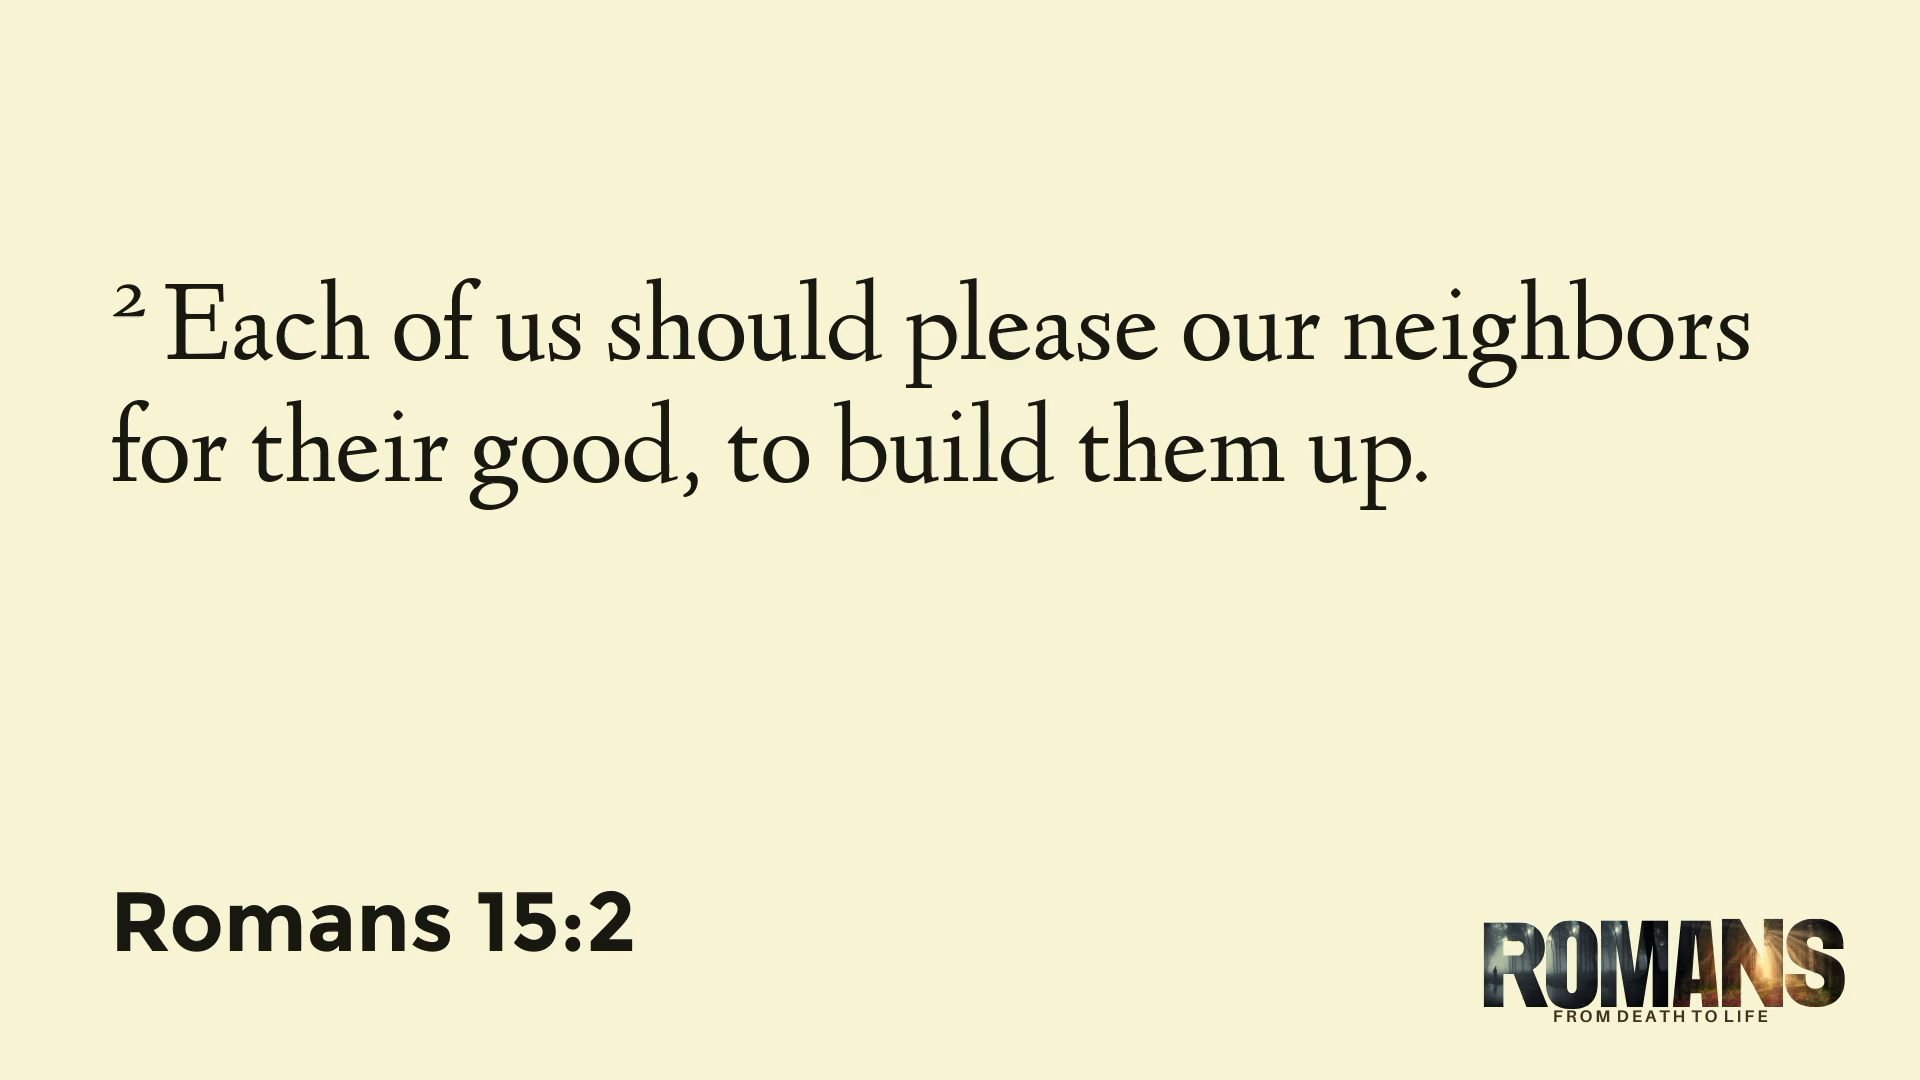 ² Each of us should please our neighbors
for their good, to build them up.
Romans 15:2
ROMANS
FROM DEATH TO LIFE